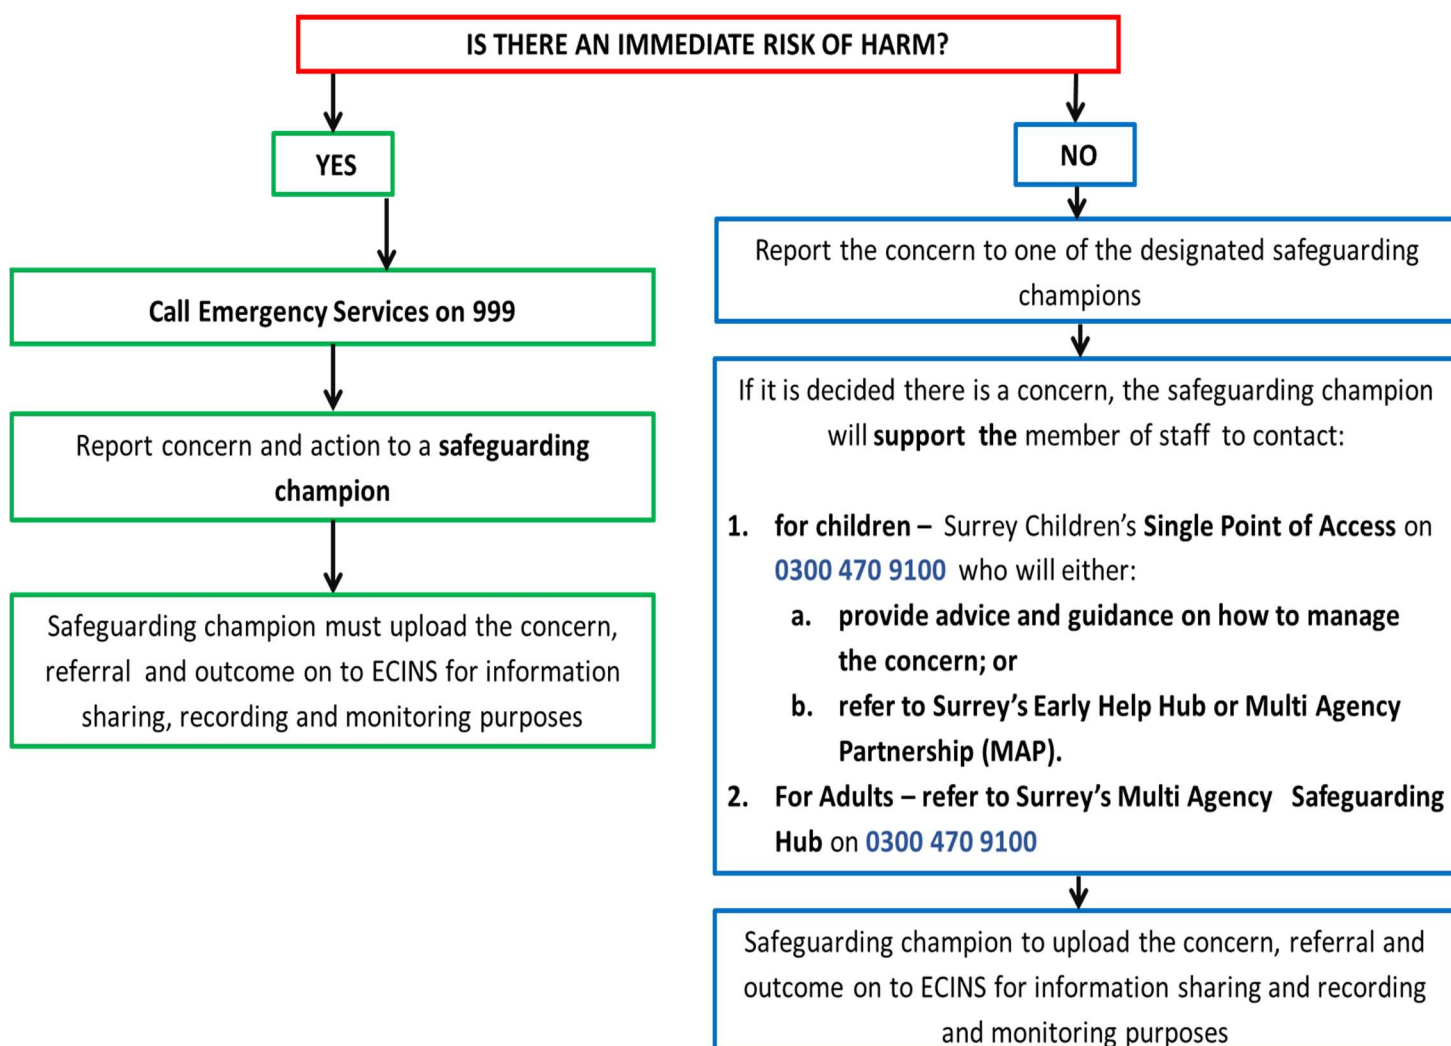 IS THERE AN IMMEDIATE RISK OF HARM?
YES
Call Emergency Services on 999
Report concern and action to a safeguarding
champion
Safeguarding champion must upload the concern,
referral and outcome on to ECINS for information
sharing, recording and monitoring purposes
NO
Report the concern to one of the designated safeguarding
champions
If it is decided there is a concern, the safeguarding champion
will support the member of staff to contact:
1. for children – Surrey Children’s Single Point of Access on
0300 470 9100 who will either:
a. provide advice and guidance on how to manage
the concern; or
b. refer to Surrey’s Early Help Hub or Multi Agency
Partnership (MAP).
2. For Adults – refer to Surrey’s Multi Agency Safeguarding
Hub on 0300 470 9100
Safeguarding champion to upload the concern, referral and
outcome on to ECINS for information sharing and recording
and monitoring purposes